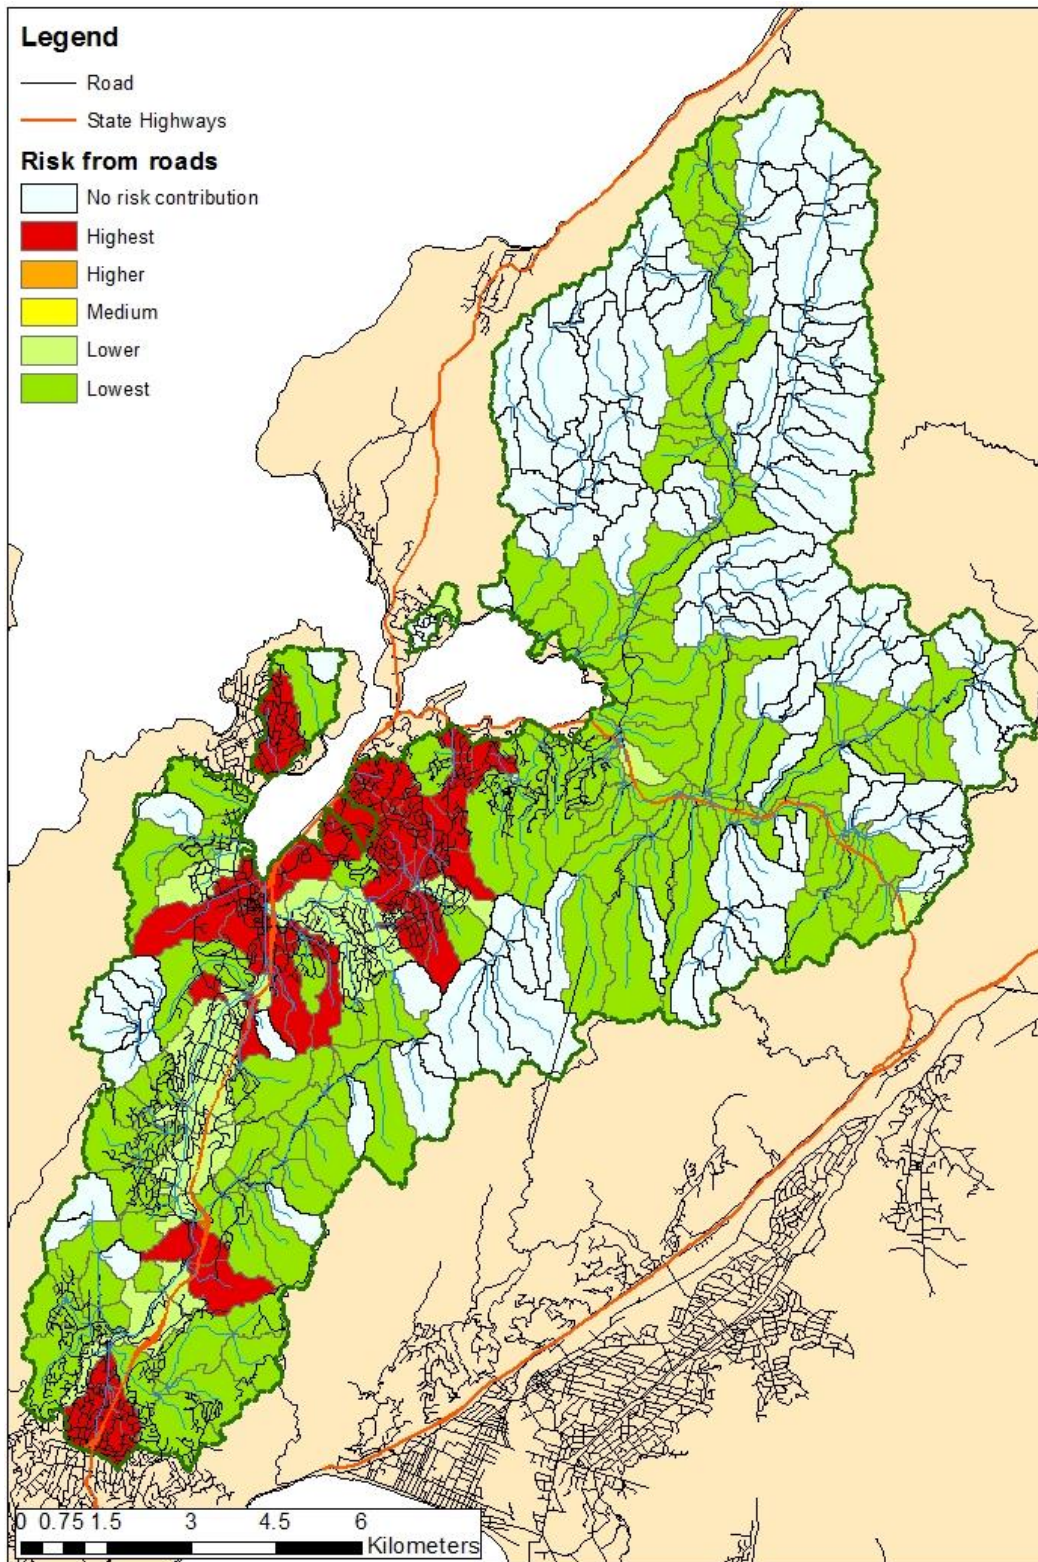 Legend
Road
State Highways
Risk from roads
No risk contribution
Highest
Higher
Medium
Lower
Lowest
0 0.75 1.5 3 4.5 6
Kilometers